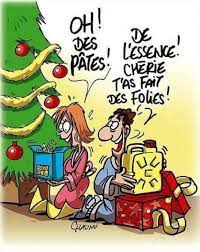 OH!
DES
PÂTES!
DE
L'ESSENCE!
CHÉRIE
T'AS FAIT
DES FOLIES!